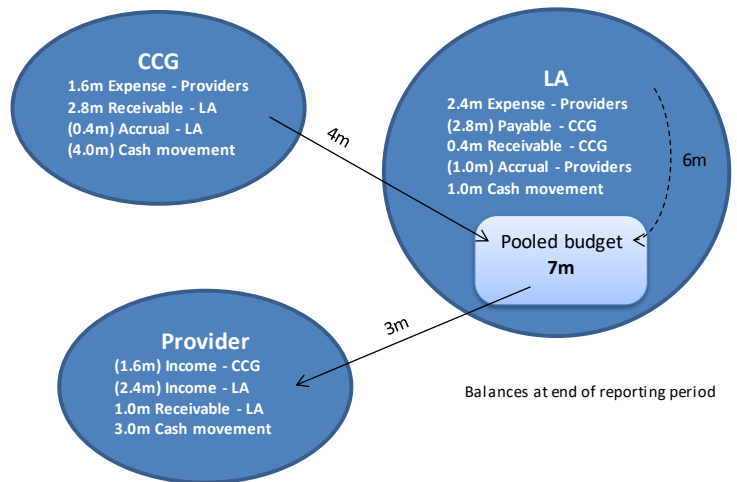 CCG
1.6m Expense - Providers
2.8m Receivable - LA
(0.4m) Accrual - LA
(4.0m) Cash movement
4m
LA
2.4m Expense - Providers
(2.8m) Payable - CCG
0.4m Receivable - CCG
(1.0m) Accrual - Providers
1.0m Cash movement
6m
Pooled budget
7m
3m
Provider
(1.6m) Income - CCG
(2.4m) Income - LA
1.0m Receivable - LA
3.0m Cash movement
Balances at end of reporting period